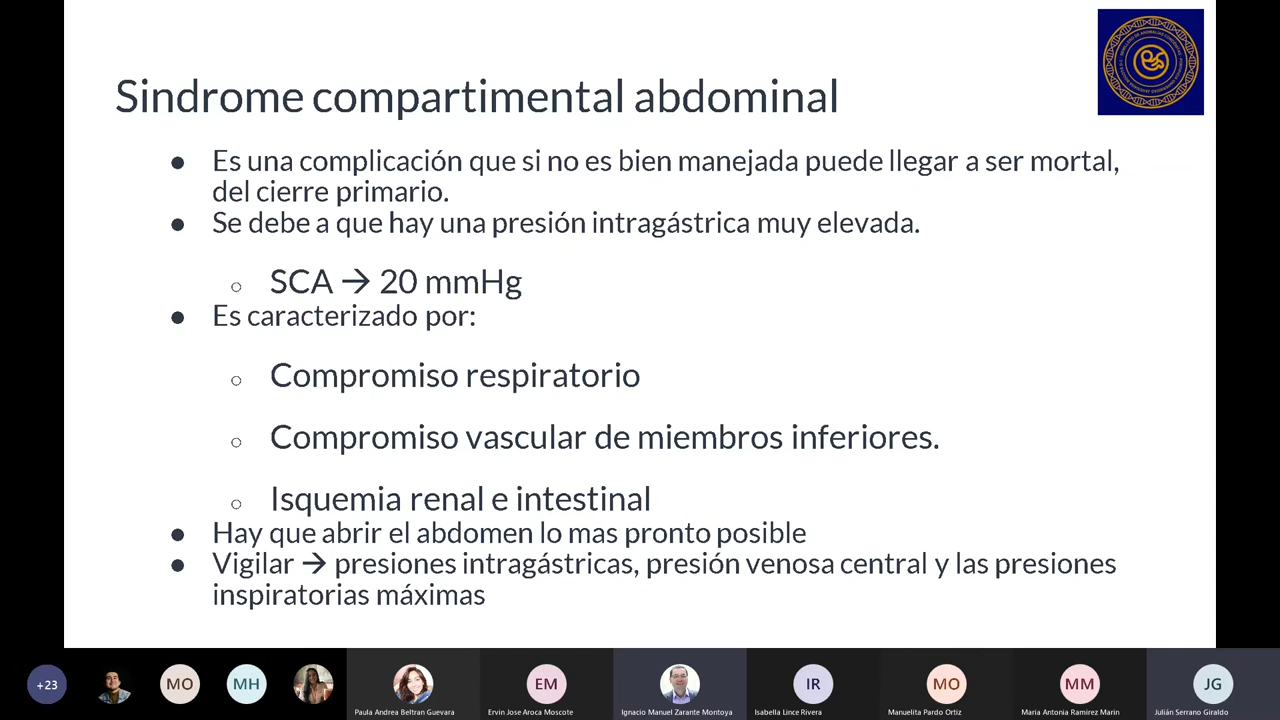 Sindrome compartimental abdominal
● Es una complicación que si no es bien manejada puede llegar a ser mortal,
del cierre primario.
● Se debe a que hay una presión intragástrica muy elevada.
○ SCA → 20 mmHg
● Es caracterizado por:
○ Compromiso respiratorio
○ Compromiso vascular de miembros inferiores.
○ Isquemia renal e intestinal
● Hay que abrir el abdomen lo mas pronto posible
● Vigilar → presiones intragástricas, presión venosa central y las presiones
inspiratorias máximas
+23 MO MH EM IR MO MM JG
Paula Andrea Beltran Guevara Ervin Jose Aroca Moscote Ignacio Manuel Zarante Montoya Isabella Lince Rivera Manuelita Pardo Ortiz Maria Antonia Ramirez Marin Julián Serrano Giraldo